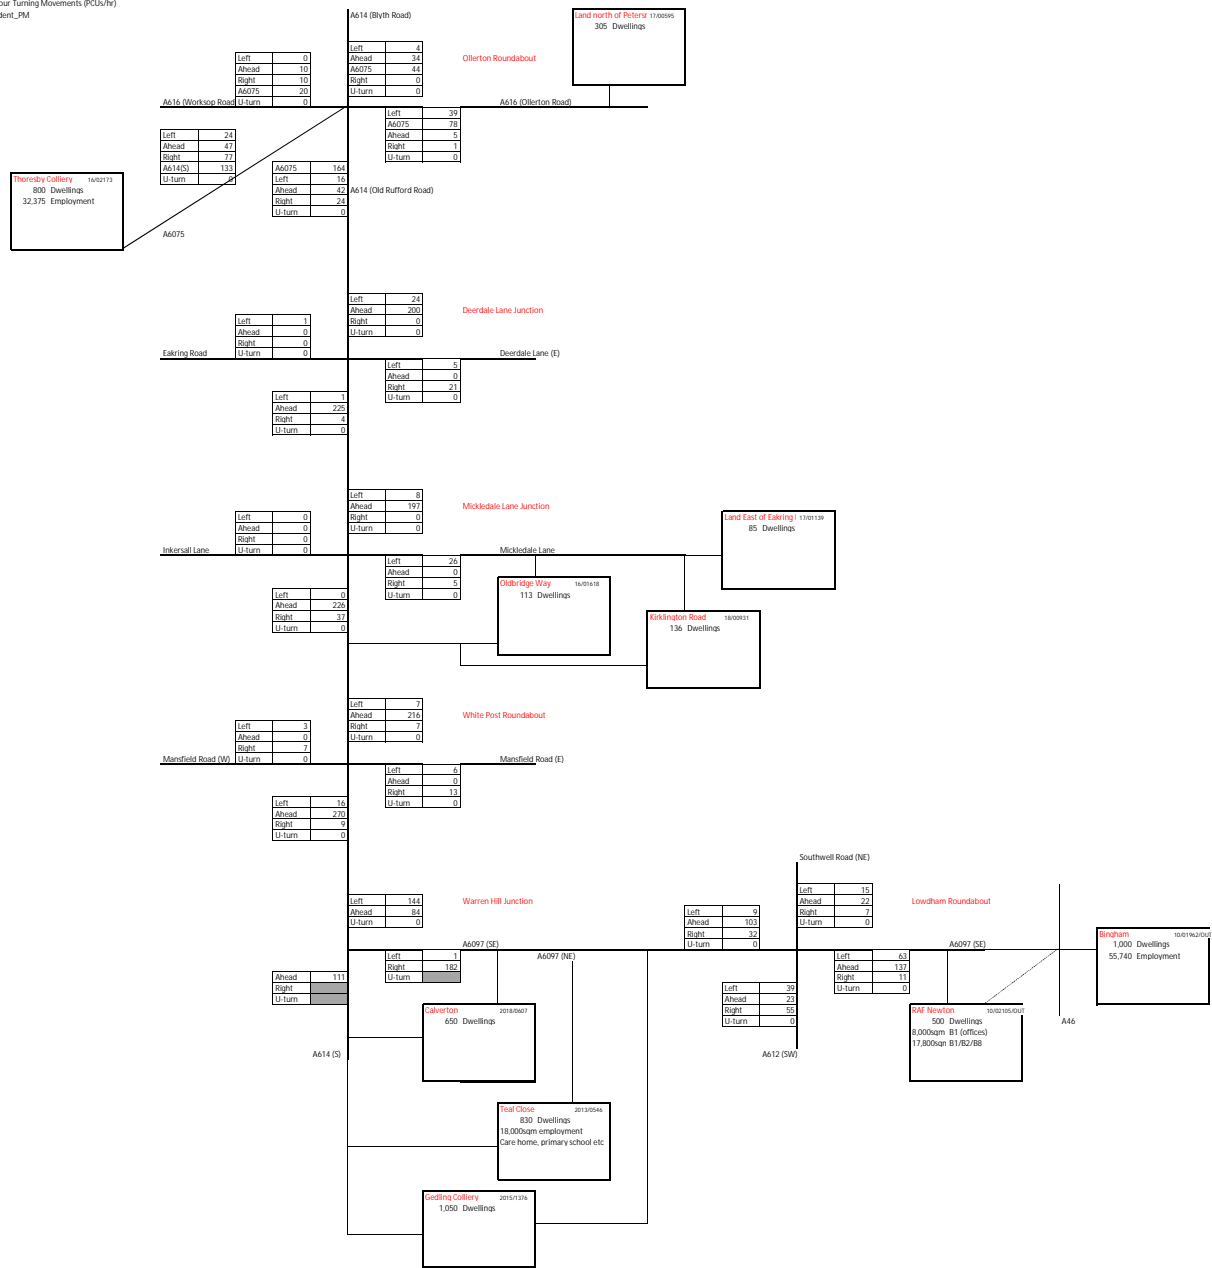 our Turning Movements (PCUs/hr)
dent_PM
A614 (Blyth Road)
Land north of Petersr 17/00595
305 Dwellings
Left 4
Ahead 34
A6075 44
Right 0
U-turn 0
Ollerton Roundabout
Left 0
Ahead 10
Right 10
A6075 20
U-turn 0
A616 (Worksop Road
A616 (Ollerton Road)
Left 39
A6075 78
Ahead 5
Right 1
U-turn 0
Left 24
Ahead 47
Right 77
A614(S) 133
U-turn 0
A6075 164
Left 16
Ahead 42
Right 24
U-turn 0
A614 (Old Rufford Road)
Thoresby Colliery 16/02173
800 Dwellings
32,375 Employment
A6075
Left 24
Ahead 200
Right 0
U-turn 0
Deerdale Lane Junction
Left 1
Ahead 0
Right 0
U-turn 0
Eakring Road
Deerdale Lane (E)
Left 5
Ahead 0
Right 21
U-turn 0
Left 1
Ahead 225
Right 4
U-turn 0
Left 8
Ahead 197
Right 0
U-turn 0
Mickledale Lane Junction
Left 0
Ahead 0
Right 0
U-turn 0
Inkersall Lane
Mickledale Lane
Land East of Eakring 17/01139
85 Dwellings
Left 26
Ahead 0
Right 5
U-turn 0
Oldbridge Way 16/01618
113 Dwellings
Left 0
Ahead 226
Right 37
U-turn 0
Kirklington Road 18/00931
136 Dwellings
Left 7
Ahead 216
Right 7
U-turn 0
White Post Roundabout
Left 3
Ahead 0
Right 7
U-turn 0
Mansfield Road (W)
Mansfield Road (E)
Left 6
Ahead 0
Right 13
U-turn 0
Left 16
Ahead 270
Right 9
U-turn 0
Southwell Road (NE)
Left 144
Ahead 84
U-turn 0
Warren Hill Junction
Left 9
Ahead 103
Right 32
U-turn 0
Left 15
Ahead 22
Right 7
U-turn 0
Lowdham Roundabout
A6097 (SE)
A6097 (NE)
A6097 (SE)
Bingham 10/01962/OUT
1,000 Dwellings
55,740 Employment
Left 1
Right 182
U-turn
Left 63
Ahead 137
Right 11
U-turn 0
Ahead 111
Right
U-turn
Left 39
Ahead 23
Right 55
U-turn 0
Calverton 2018/0607
650 Dwellings
RAF Newton 10/02105/OUT
500 Dwellings
8,000sqm B1 (offices)
17,800sqn B1/B2/B8
A46
A614 (S)
A612 (SW)
Teal Close 2013/0546
830 Dwellings
18,000sqm employment
Care home, primary school etc
Gedling Colliery 2015/1376
1,050 Dwellings